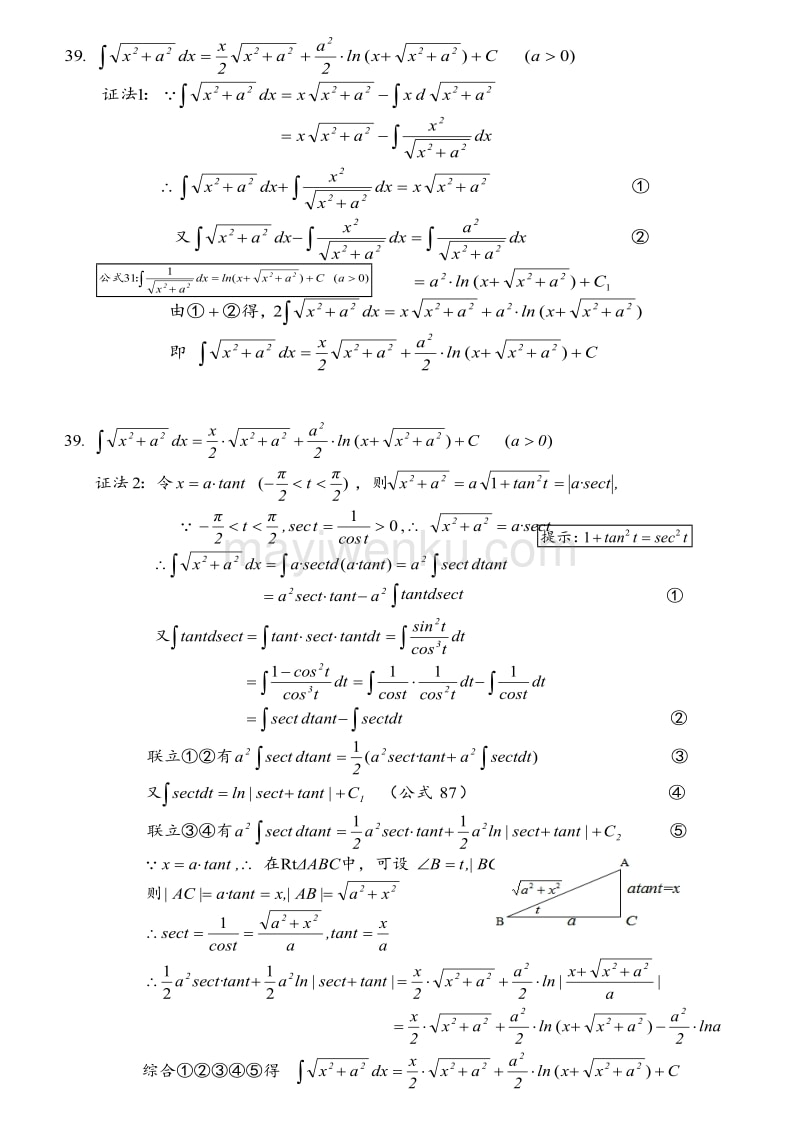 39. ∫√(x²+a²) dx = x/2 √(x²+a²) + a²/2 ·ln(x+√(x²+a²))+C (a>0)
证法1: ∵∫√(x²+a²) dx = x√(x²+a²) − ∫x d√(x²+a²)
= x√(x²+a²) − ∫ x²/√(x²+a²) dx
∴ ∫√(x²+a²) dx + ∫ x²/√(x²+a²) dx = x√(x²+a²) ①
又∫√(x²+a²) dx − ∫ x²/√(x²+a²) dx = ∫ a²/√(x²+a²) dx ②
公式31:∫ 1/√(x²+a²) dx = ln(x+√(x²+a²))+C (a>0)
= a²·ln(x+√(x²+a²))+C₁
由①+②得, 2∫√(x²+a²) dx = x√(x²+a²) + a²·ln(x+√(x²+a²))
即 ∫√(x²+a²) dx = x/2 √(x²+a²) + a²/2 ·ln(x+√(x²+a²))+C
39. ∫√(x²+a²) dx = x/2 ·√(x²+a²) + a²/2 ·ln(x+√(x²+a²))+C (a>0)
证法2: 令x=a·tant (−π/2<t<π/2), 则√(x²+a²) = a√(1+tan²t) = |a·sect|,
∵ −π/2<t<π/2, sect = 1/cost >0, ∴ √(x²+a²) = a·sect
提示: 1+tan²t = sec²t
mayiwenku.com
∴∫√(x²+a²) dx = ∫a·sectd(a·tant) = a²∫sect dtant
= a²sect·tant − a²∫tantdsect ①
又∫tantdsect = ∫tant·sect·tantdt = ∫ sin²t/cos³t dt
= ∫ (1−cos²t)/cos³t dt = ∫ 1/cost · 1/cos²t dt − ∫ 1/cost dt
= ∫sect dtant − ∫sectdt ②
联立①②有a²∫sect dtant = 1/2 (a²sect·tant + a²∫sectdt) ③
又∫sectdt = ln|sect+tant|+C₁ (公式 87) ④
联立③④有a²∫sect dtant = 1/2 a²sect·tant + 1/2 a²ln|sect+tant|+C₂ ⑤
∵ x=a·tant, ∴ 在RtΔABC中, 可设 ∠B=t,|BC
则|AC|=a·tant=x,|AB|=√(a²+x²)
A
√(a²+x²)
atant=x
B
t
a
C
∴sect = 1/cost = √(a²+x²)/a, tant = x/a
∴ 1/2 a²sect·tant + 1/2 a²ln|sect+tant| = x/2 ·√(x²+a²) + a²/2 ·ln|(x+√(x²+a²))/a|
= x/2 ·√(x²+a²) + a²/2 ·ln(x+√(x²+a²)) − a²/2 ·lna
综合①②③④⑤得 ∫√(x²+a²) dx = x/2 ·√(x²+a²) + a²/2 ·ln(x+√(x²+a²))+C